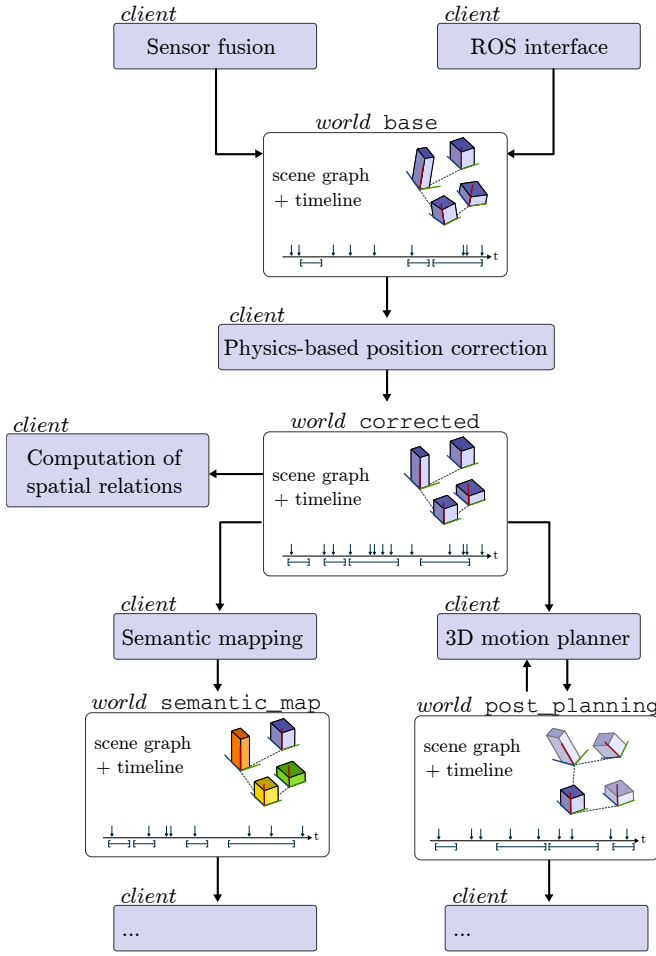 client
client
Sensor fusion
ROS interface
world base
scene graph
+ timeline
t
client
Physics-based position correction
world corrected
client
Computation of
spatial relations
scene graph
+ timeline
t
client
client
Semantic mapping
3D motion planner
world semantic_map
world post_planning
scene graph
+ timeline
scene graph
+ timeline
t
t
client
client
...
...